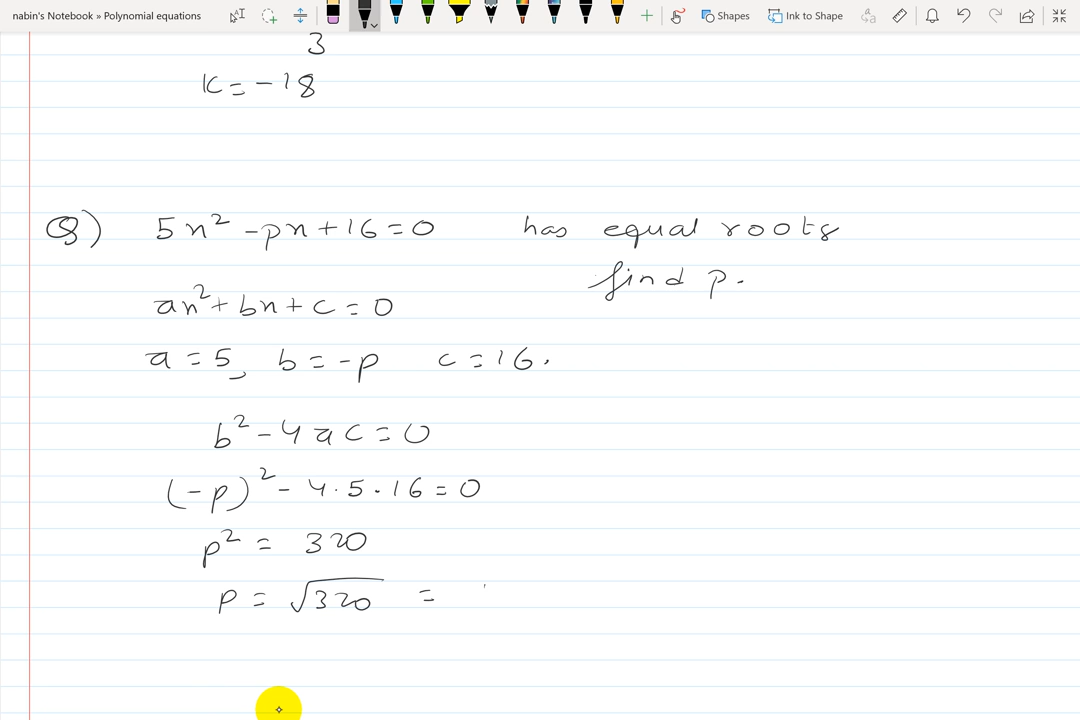 nabin's Notebook » Polynomial equations
Shapes
Ink to Shape
3
K = -18
Q) 5x² - px + 16 = 0 has equal roots
find p.
ax² + bx + c = 0
a = 5, b = -p c = 16.
b² - 4ac = 0
(-p)² - 4·5·16 = 0
p² = 320
p = √320 =